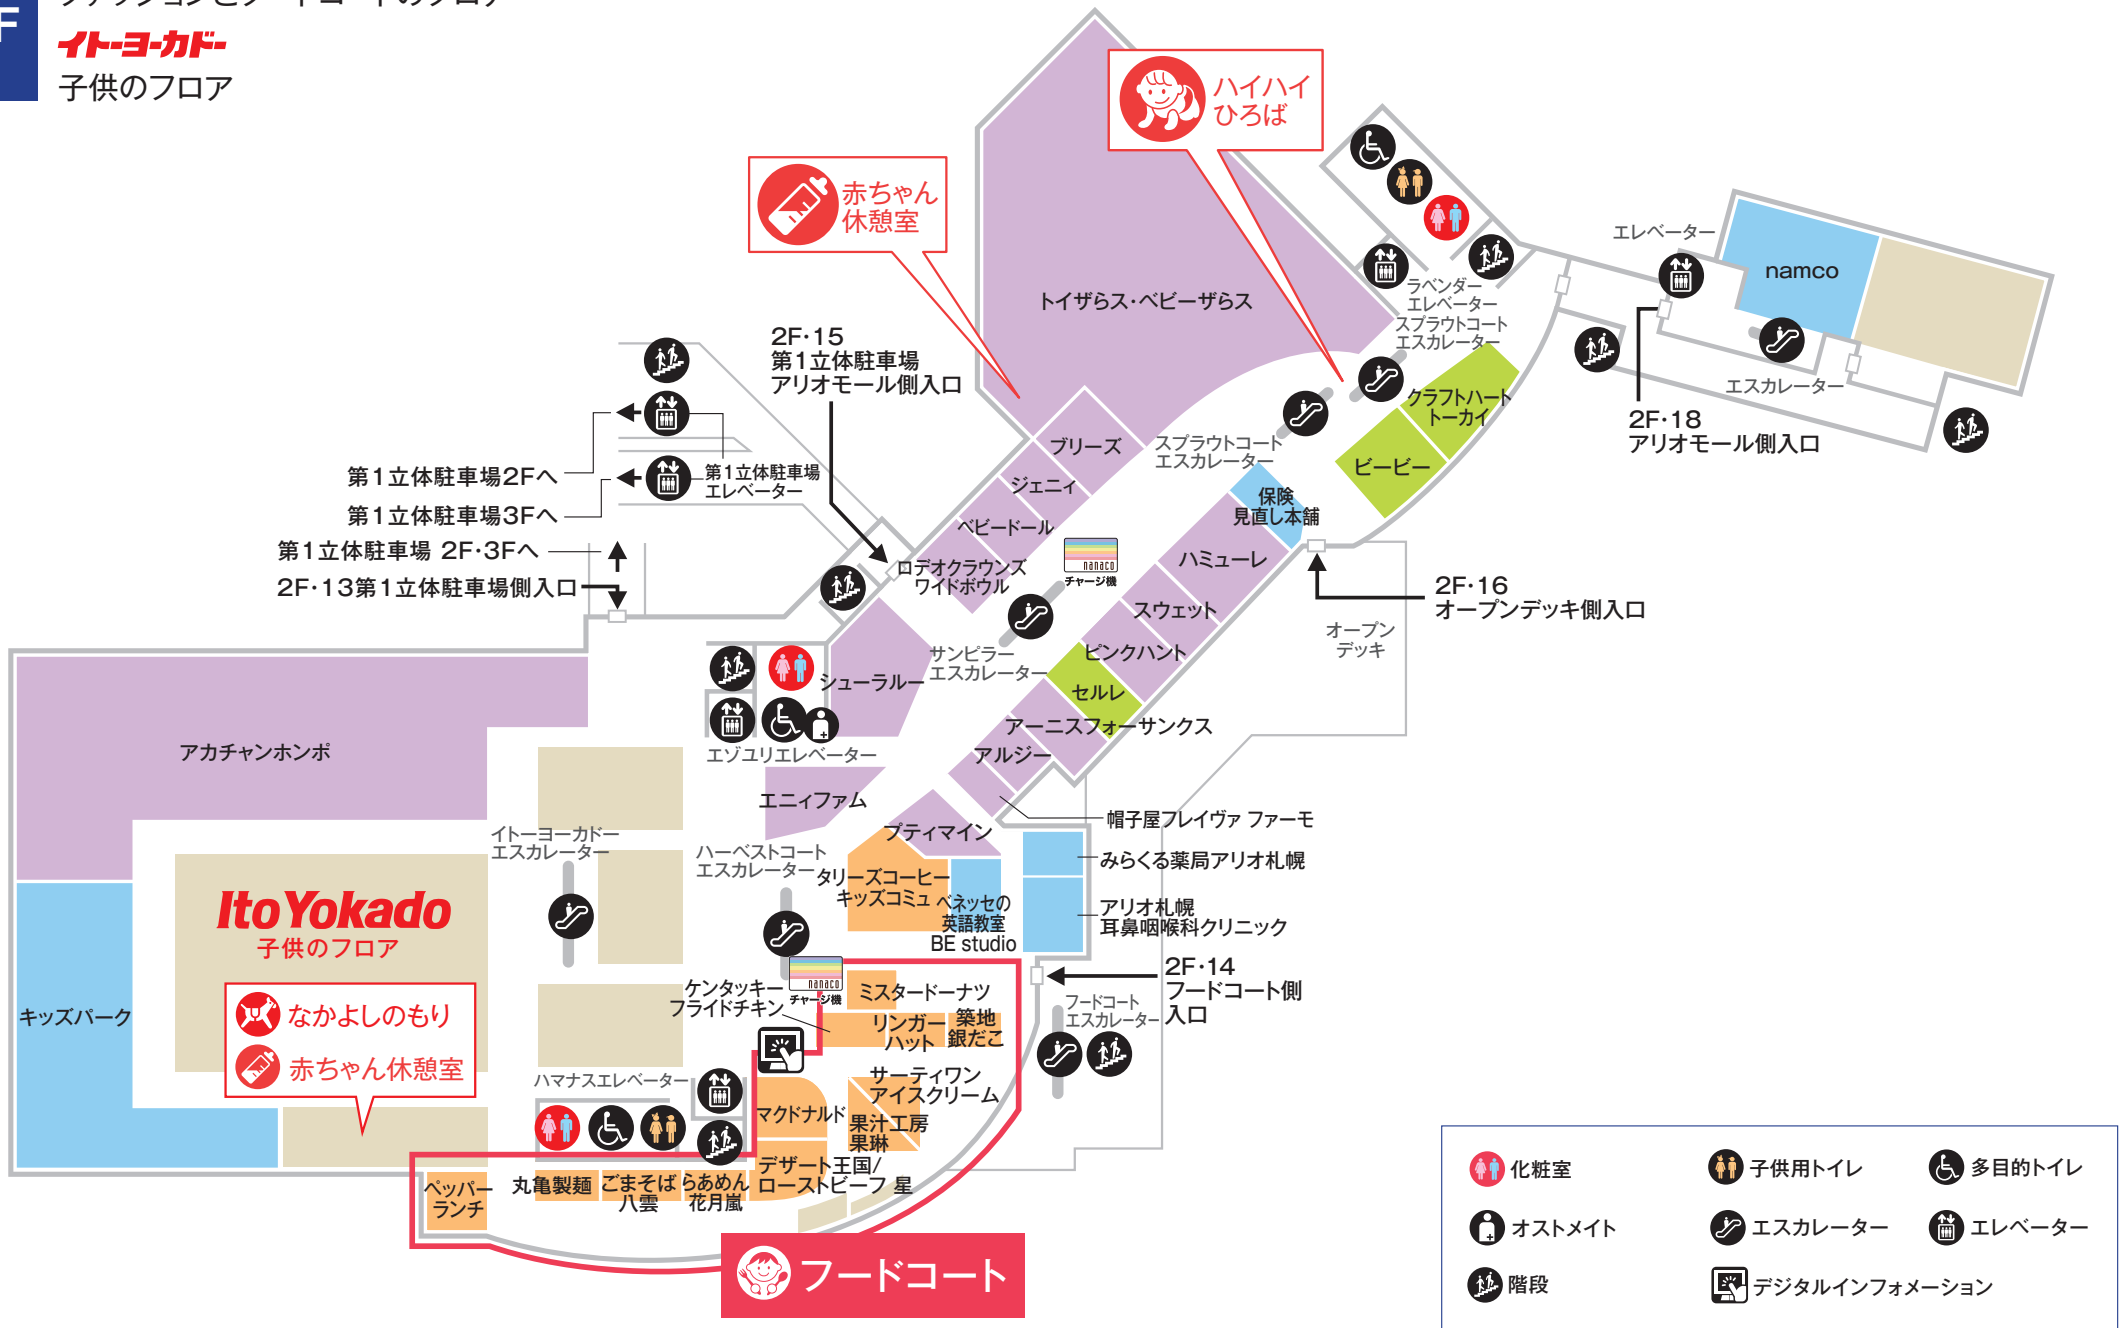 F
ファッションとフードコートのフロア
イトーヨーカドー
子供のフロア
ハイハイ
ひろば
赤ちゃん
休憩室
トイザらス・ベビーザらス
ラベンダー
エレベーター
スプラウトコート
エスカレーター
エレベーター
namco
エスカレーター
2F・18
アリオモール側入口
2F・15
第1立体駐車場
アリオモール側入口
第1立体駐車場2Fへ
第1立体駐車場
エレベーター
第1立体駐車場3Fへ
第1立体駐車場 2F・3Fへ
2F・13第1立体駐車場側入口
クラフトハート
トーカイ
ビービー
スプラウトコート
エスカレーター
ブリーズ
ジェニィ
ベビードール
ロデオクラウンズ
ワイドボウル
nanaco
チャージ機
保険
見直し本舗
ハミューレ
スウェット
ピンクハント
セルレ
アーニスフォーサンクス
アルジー
2F・16
オープンデッキ側入口
オープン
デッキ
サンピラー
エスカレーター
シューラルー
エゾユリエレベーター
エニィファム
プティマイン
帽子屋フレイヴァ ファーモ
みらくる薬局アリオ札幌
アリオ札幌
耳鼻咽喉科クリニック
アカチャンホンポ
イトーヨーカドー
エスカレーター
ハーベストコート
エスカレーター
タリーズコーヒー
キッズコミュ
ベネッセの
英語教室
BE studio
Ito Yokado
子供のフロア
なかよしのもり
赤ちゃん休憩室
キッズパーク
2F・14
フードコート側
入口
フードコート
エスカレーター
nanaco
チャージ機
ケンタッキー
フライドチキン
ミスタードーナツ
リンガー
ハット
築地
銀だこ
サーティワン
アイスクリーム
果汁工房
果琳
ハマナスエレベーター
マクドナルド
デザート王国/
ローストビーフ 星
ペッパー
ランチ
丸亀製麺
ごまそば
八雲
らあめん
花月嵐
フードコート
化粧室
子供用トイレ
多目的トイレ
オストメイト
エスカレーター
エレベーター
階段
デジタルインフォメーション